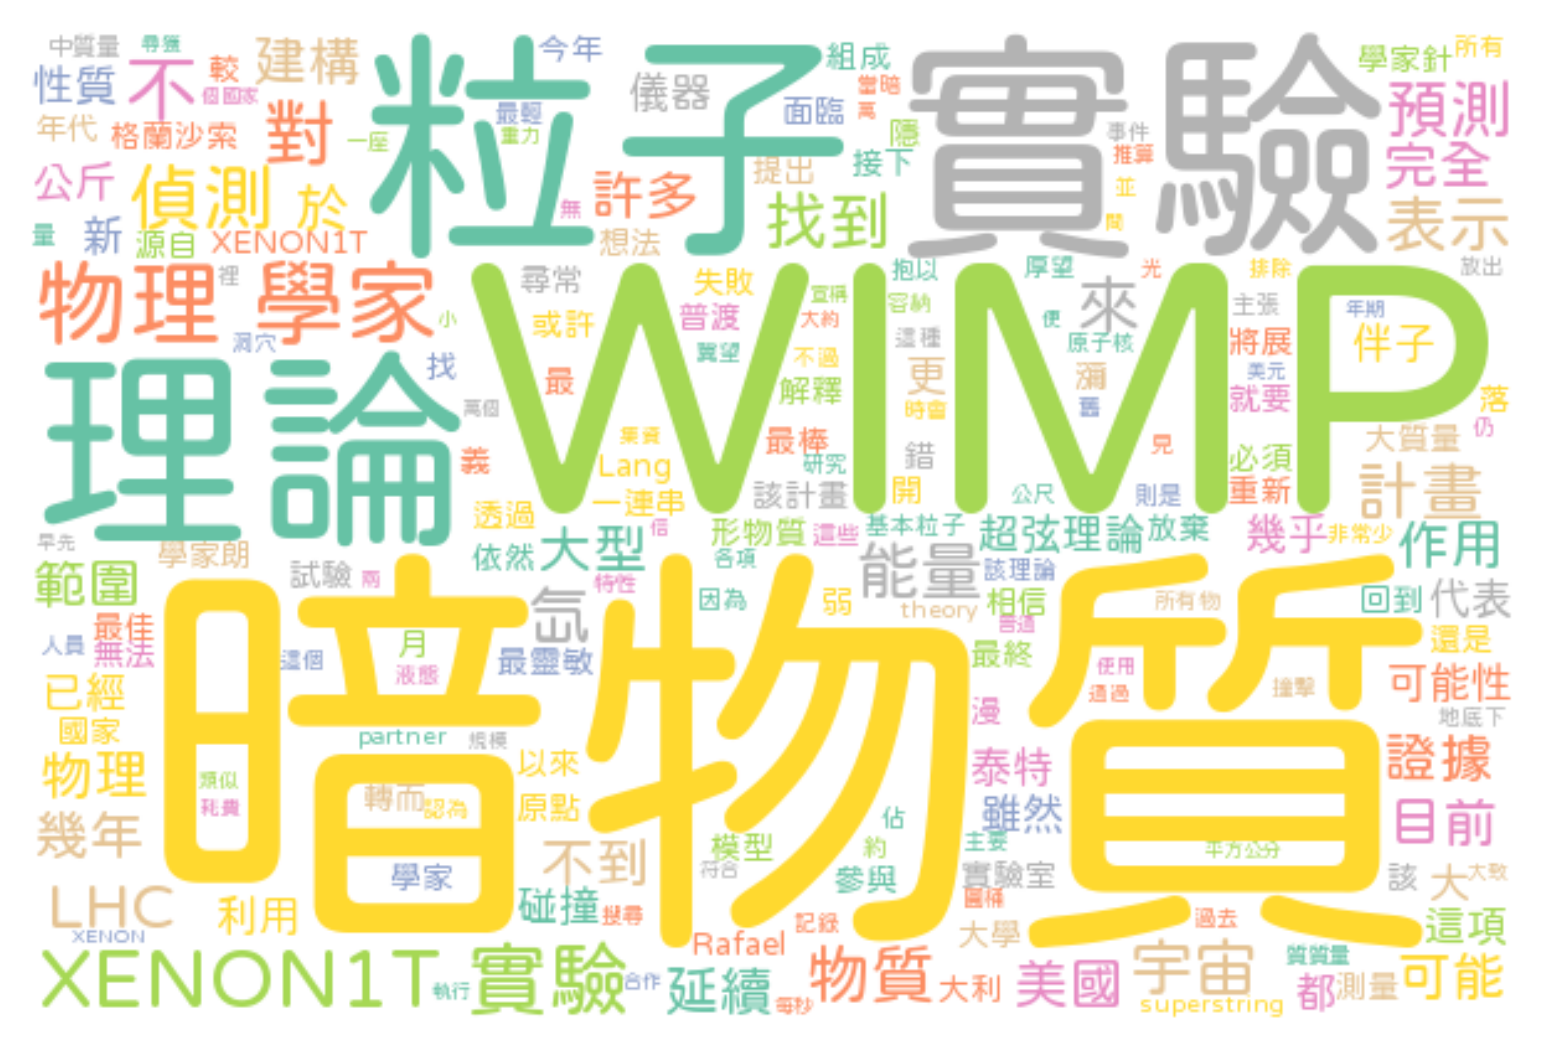 中質量 尋獲 今年 所有
性質 不 較 建構 儀器 組成 學家針
個國家 最輕 面臨 當暗 預測
年代 格蘭沙索 對 一座 重力 萬 隱 事件
粒子 實驗
公斤 偵測 於 許多 提出 接下 推算 完全
無 找到 並 表示
量 新 源自 XENON1T 想法 間
物理 學家 裡 尋常 失敗 抱以 厚望 光 排除 放出
小 或許 普渡 宣稱 容納 來 主張 年期
洞穴 找 大約 這種 便 原子核 將展 伴子
理論 WIMP
最 冀望 不過 更 瀰 美元
萬個 解釋 時會 舊 就要 落
集資 最棒 見 仍
義 Lang 研究 錯 必須 大質量
一連串 該計畫 開 公尺 則是 重新 計畫
透過 信 形物質 這些 基本粒子 超弦理論 放棄 幾乎 非常少 作用
早先 學家朗 依然 大型 各項 能量 該理論
範圍 試驗 兩 氙 特性 因為 弱 theory 相信 所有物 回到 代表
暗物質
人員 最佳 月 普通 還是
無法 這個 液態 最靈敏 最終 使用
已經 通過 撞擊 可能性
國家 partner 規模 漫 地底下
物理 類似 以來 泰特 證據
耗費 轉而 認為 原點 佔 雖然 目前
幾年 不到 模型 約 主要 平方公分
學家 符合 參與 實驗室 該 大 大致
LHC 利用 碰撞 搜尋 記錄 圓桶 過去 這項
XENON Rafael 大學
XENON1T 執行 實驗 合作 延續 每秒 物質 大利 美國 宇宙 質質量 可能
superstring 都 測量